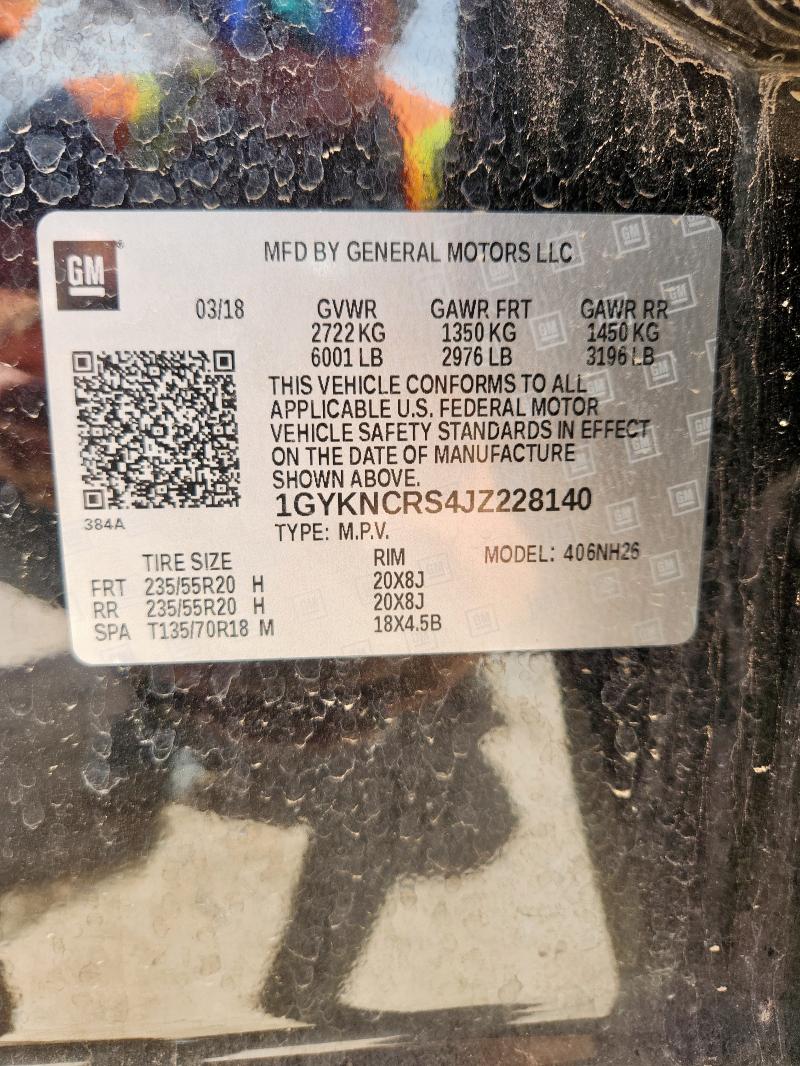 GM
MFD BY GENERAL MOTORS LLC
03/18 GVWR GAWR FRT GAWR RR
2722 KG 1350 KG 1450 KG
6001 LB 2976 LB 3196 LB
THIS VEHICLE CONFORMS TO ALL
APPLICABLE U.S. FEDERAL MOTOR
VEHICLE SAFETY STANDARDS IN EFFECT
ON THE DATE OF MANUFACTURE
SHOWN ABOVE.
384A
1GYKNCRS4JZ228140
TYPE: M.P.V.
TIRE SIZE RIM MODEL: 406NH26
FRT 235/55R20 H 20X8J
RR 235/55R20 H 20X8J
SPA T135/70R18 M 18X4.5B